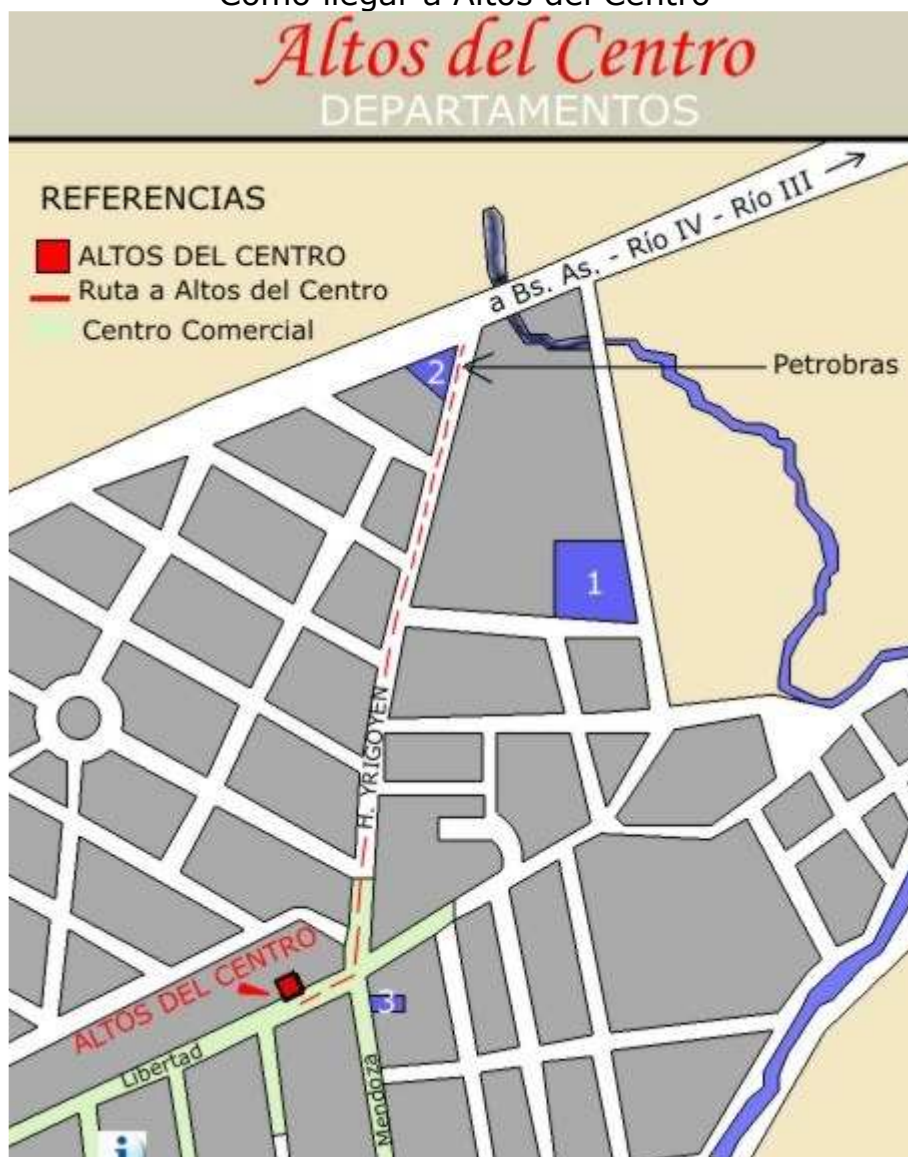 Como llegar a Altos del Centro
Altos del Centro
DEPARTAMENTOS
a Bs. As. - Río IV - Río III
REFERENCIAS
ALTOS DEL CENTRO
Ruta a Altos del Centro
Centro Comercial
2
Petrobras
1
H. YRIGOYEN
ALTOS DEL CENTRO
3
Libertad
Mendoza
i